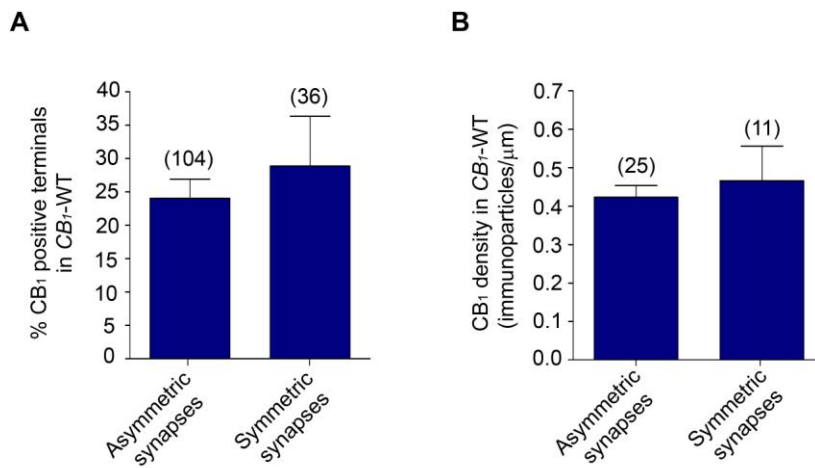 A
% CB₁ positive terminals
in CB₁-WT
40
35
30
25
20
15
10
5
0
(104)
(36)
Asymmetric
synapses
Symmetric
synapses
B
CB₁ density in CB₁-WT
(immunoparticles/μm)
0.7
0.6
0.5
0.4
0.3
0.2
0.1
0.0
(25)
(11)
Asymmetric
synapses
Symmetric
synapses